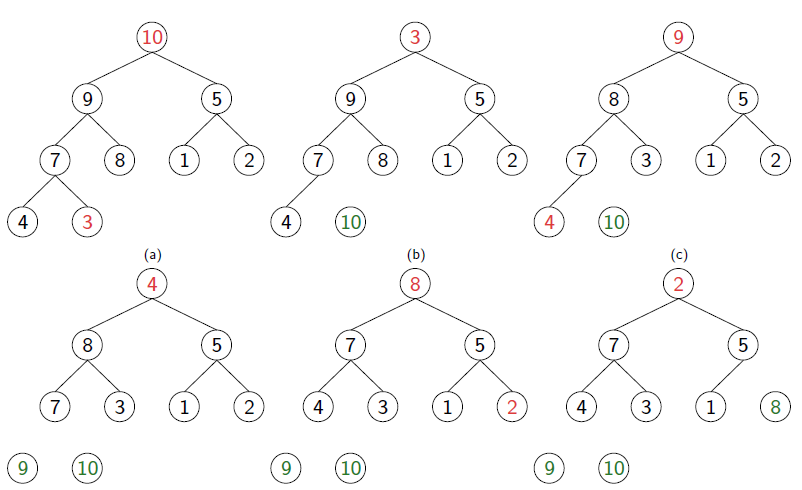 10 3 9
9 5 9 5 8 5
7 8 1 2 7 8 1 2 7 3 1 2
4 3 4 10 4 10
(a) (b) (c)
4 8 2
8 5 7 5 7 5
7 3 1 2 4 3 1 2 4 3 1 8
9 10 9 10 9 10